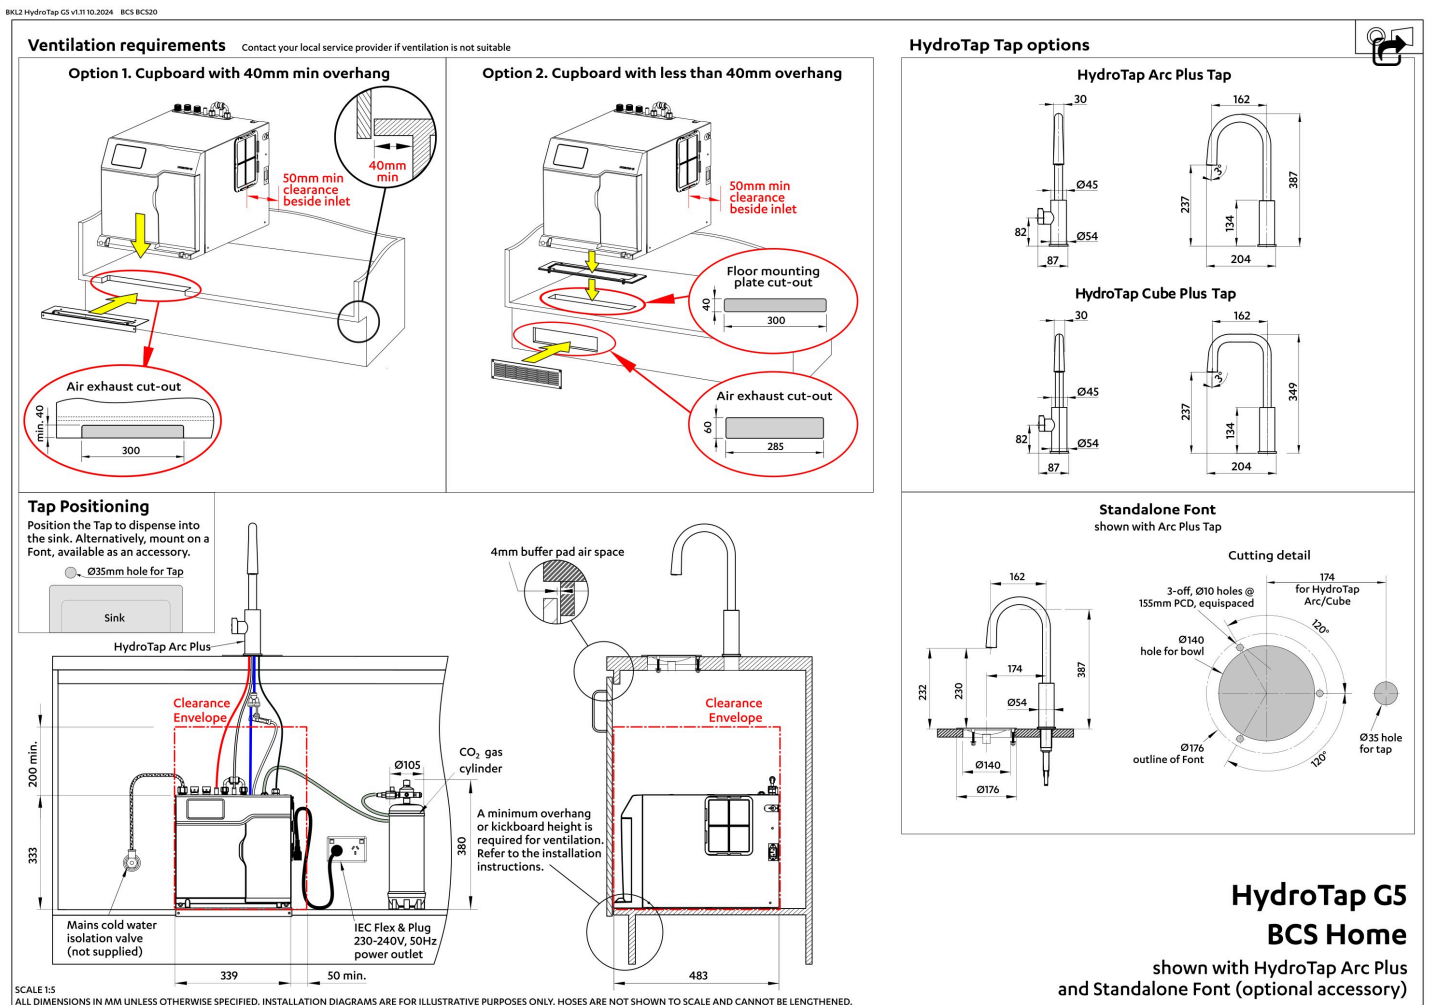 BKL2 HydroTap G5 v1.11 10.2024 BCS BCS20
Ventilation requirements Contact your local service provider if ventilation is not suitable
Option 1. Cupboard with 40mm min overhang
40mm
min
50mm min
clearance
beside inlet
Air exhaust cut-out
min. 40
300
Option 2. Cupboard with less than 40mm overhang
50mm min
clearance
beside inlet
Floor mounting
plate cut-out
40
300
Air exhaust cut-out
60
285
HydroTap Tap options
HydroTap Arc Plus Tap
30
162
Ø45
3°
387
237
134
82
Ø54
87
204
HydroTap Cube Plus Tap
30
162
3°
Ø45
349
237
134
82
Ø54
87
204
Tap Positioning
Position the Tap to dispense into
the sink. Alternatively, mount on a
Font, available as an accessory.
Ø35mm hole for Tap
Sink
HydroTap Arc Plus
Clearance
Envelope
200 min.
333
Ø105
CO₂ gas
cylinder
380
Mains cold water
isolation valve
(not supplied)
IEC Flex & Plug
230-240V, 50Hz
power outlet
339
50 min.
4mm buffer pad air space
Clearance
Envelope
A minimum overhang
or kickboard height is
required for ventilation.
Refer to the installation
instructions.
483
Standalone Font
shown with Arc Plus Tap
162
174
387
232
230
Ø54
Ø140
Ø176
Cutting detail
174
for HydroTap
Arc/Cube
3-off, Ø10 holes @
155mm PCD, equispaced
120°
Ø140
hole for bowl
Ø35 hole
for tap
Ø176
outline of Font
120°
HydroTap G5
BCS Home
shown with HydroTap Arc Plus
and Standalone Font (optional accessory)
SCALE 1:5
ALL DIMENSIONS IN MM UNLESS OTHERWISE SPECIFIED. INSTALLATION DIAGRAMS ARE FOR ILLUSTRATIVE PURPOSES ONLY. HOSES ARE NOT SHOWN TO SCALE AND CANNOT BE LENGTHENED.